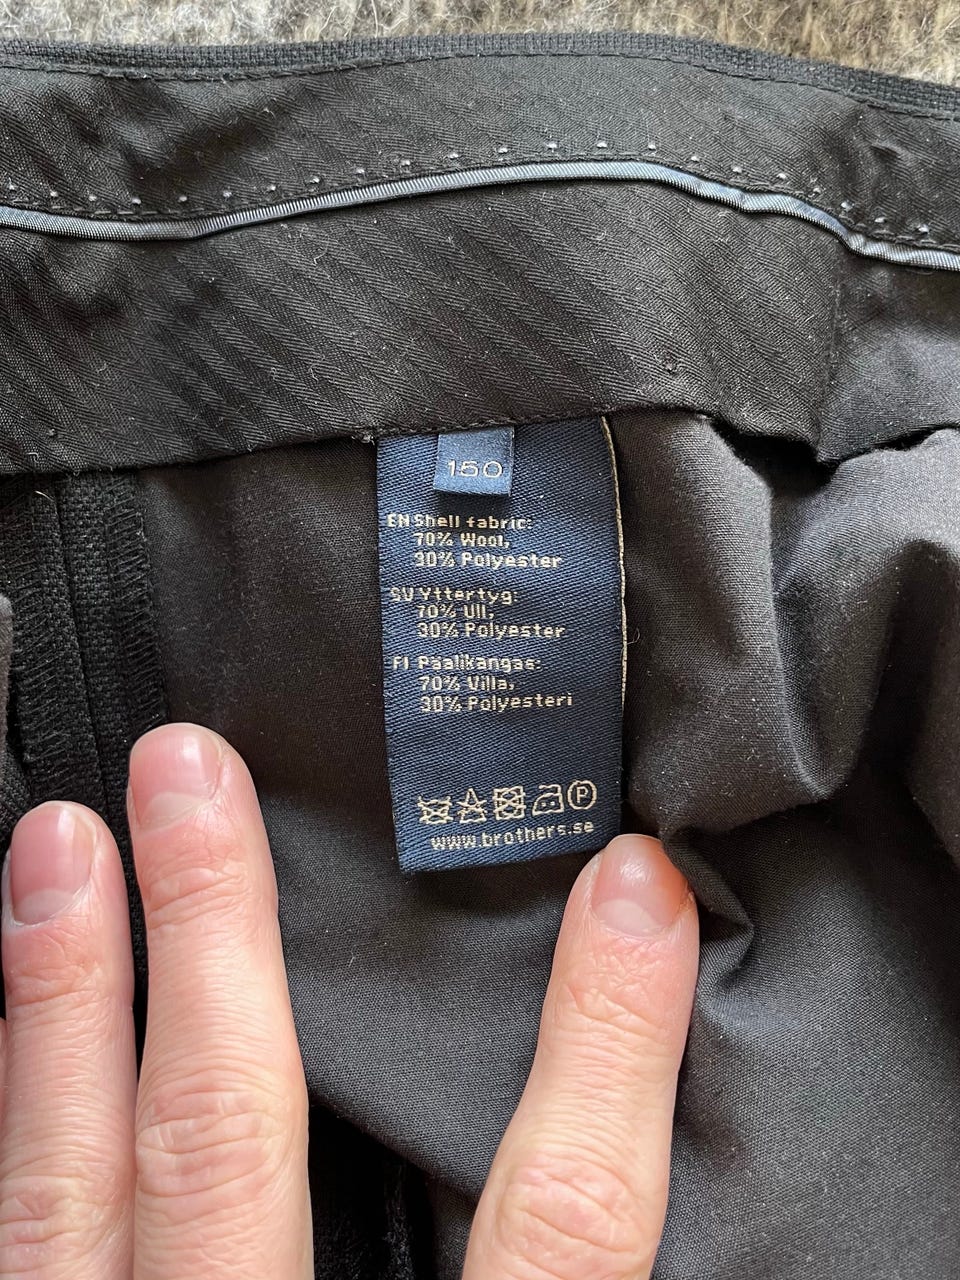 150
EN Shell fabric:
70% Wool,
30% Polyester
SV Yttertyg:
70% Ull,
30% Polyester
FI Päälikangas:
70% Villa,
30% Polyesteri
P
www.brothers.se